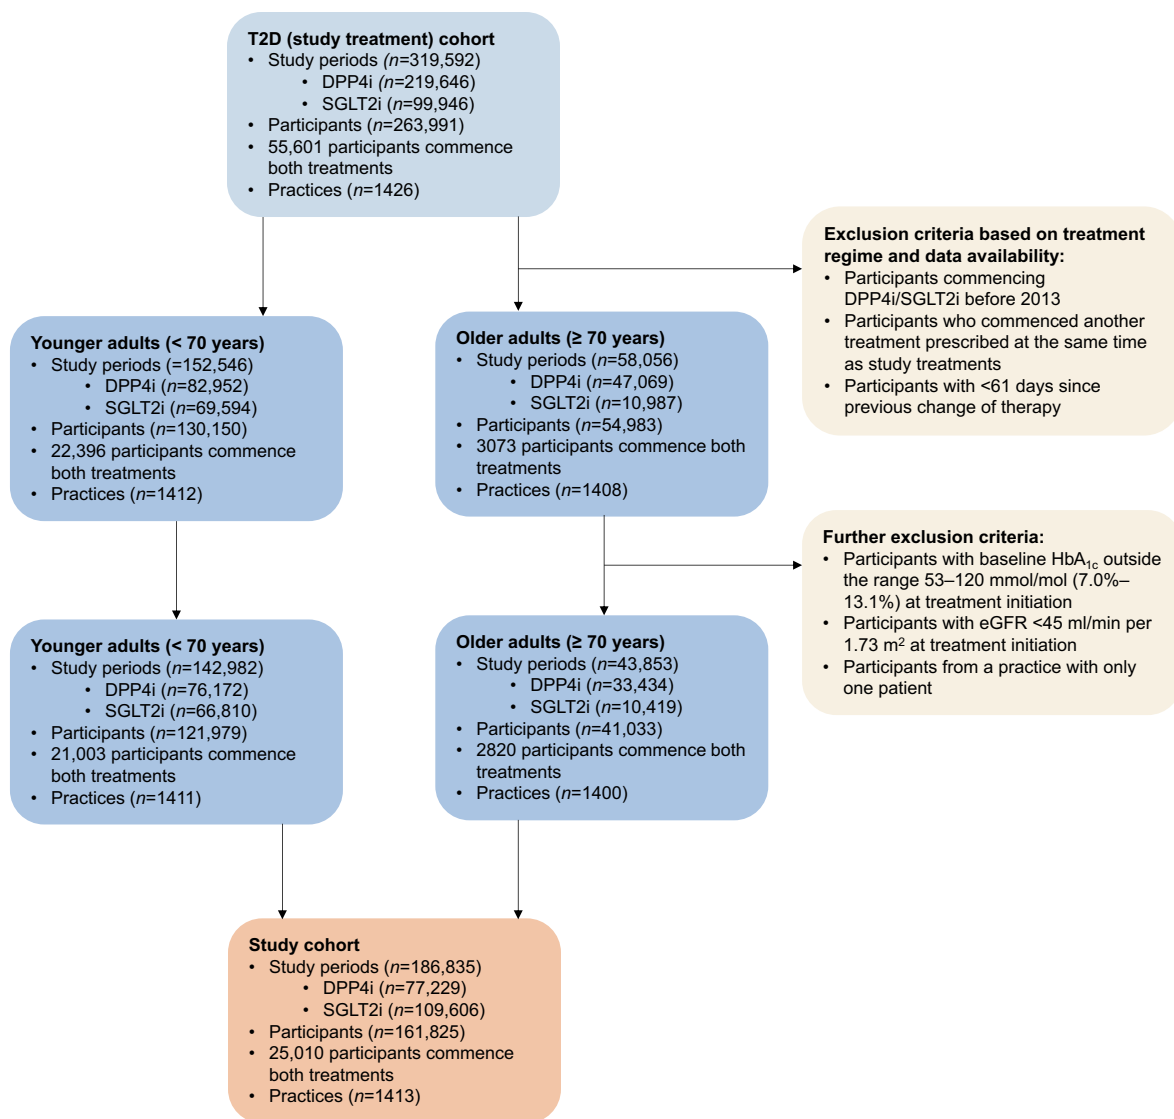 T2D (study treatment) cohort
• Study periods (n=319,592)
• DPP4i (n=219,646)
• SGLT2i (n=99,946)
• Participants (n=263,991)
• 55,601 participants commence
both treatments
• Practices (n=1426)
Exclusion criteria based on treatment
regime and data availability:
• Participants commencing
DPP4i/SGLT2i before 2013
• Participants who commenced another
treatment prescribed at the same time
as study treatments
• Participants with <61 days since
previous change of therapy
Younger adults (< 70 years)
• Study periods (=152,546)
• DPP4i (n=82,952)
• SGLT2i (n=69,594)
• Participants (n=130,150)
• 22,396 participants commence
both treatments
• Practices (n=1412)
Older adults (≥ 70 years)
• Study periods (n=58,056)
• DPP4i (n=47,069)
• SGLT2i (n=10,987)
• Participants (n=54,983)
• 3073 participants commence both
treatments
• Practices (n=1408)
Further exclusion criteria:
• Participants with baseline HbA1c outside
the range 53–120 mmol/mol (7.0%–
13.1%) at treatment initiation
• Participants with eGFR <45 ml/min per
1.73 m² at treatment initiation
• Participants from a practice with only
one patient
Younger adults (< 70 years)
• Study periods (n=142,982)
• DPP4i (n=76,172)
• SGLT2i (n=66,810)
• Participants (n=121,979)
• 21,003 participants commence
both treatments
• Practices (n=1411)
Older adults (≥ 70 years)
• Study periods (n=43,853)
• DPP4i (n=33,434)
• SGLT2i (n=10,419)
• Participants (n=41,033)
• 2820 participants commence both
treatments
• Practices (n=1400)
Study cohort
• Study periods (n=186,835)
• DPP4i (n=77,229)
• SGLT2i (n=109,606)
• Participants (n=161,825)
• 25,010 participants commence
both treatments
• Practices (n=1413)